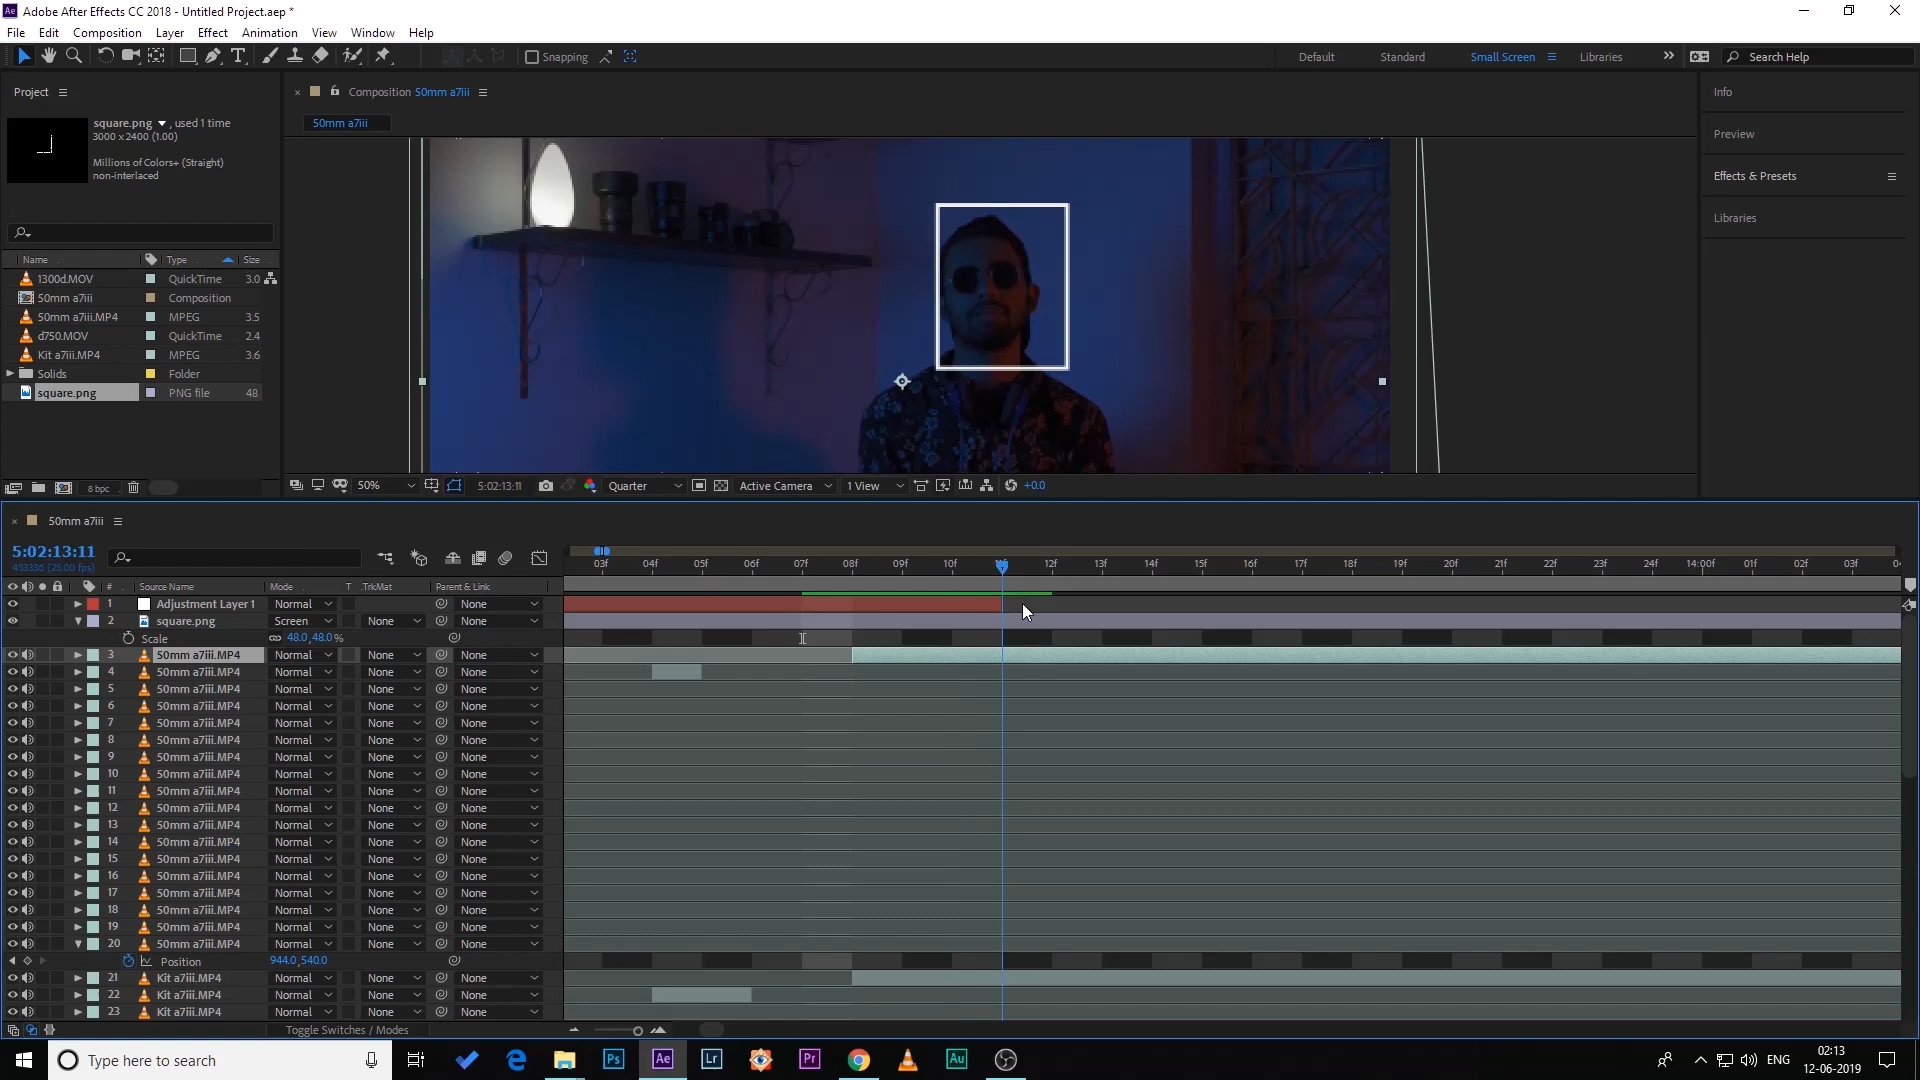 Adobe After Effects CC 2018 - Untitled Project.aep *
File Edit Composition Layer Effect Animation View Window Help
Snapping
Default Standard Small Screen Libraries
Search Help
Project
square.png , used 1 time
3000 x 2400 (1.00)
Millions of Colors+ (Straight)
non-interlaced
Name Type Size
1300d.MOV QuickTime 3.0
50mm a7iii Composition
50mm a7iii.MP4 MPEG 3.5
d750.MOV QuickTime 2.4
Kit a7iii.MP4 MPEG 3.6
Solids Folder
square.png PNG file 48
8 bpc
Composition 50mm a7iii
50mm a7iii
50% 5:02:13:11 Quarter Active Camera 1 View +0.0
Info
Preview
Effects & Presets
Libraries
50mm a7iii
5:02:13:11
453336 (25.00 fps)
03f 04f 05f 06f 07f 08f 09f 10f 12f 13f 14f 15f 16f 17f 18f 19f 20f 21f 22f 23f 24f 14:00f 01f 02f 03f
# Source Name Mode T .TrkMat Parent & Link
1 Adjustment Layer 1 Normal None
2 square.png Screen None None
Scale 48.0,48.0%
3 50mm a7iii.MP4 Normal None None
4 50mm a7iii.MP4 Normal None None
5 50mm a7iii.MP4 Normal None None
6 50mm a7iii.MP4 Normal None None
7 50mm a7iii.MP4 Normal None None
8 50mm a7iii.MP4 Normal None None
9 50mm a7iii.MP4 Normal None None
10 50mm a7iii.MP4 Normal None None
11 50mm a7iii.MP4 Normal None None
12 50mm a7iii.MP4 Normal None None
13 50mm a7iii.MP4 Normal None None
14 50mm a7iii.MP4 Normal None None
15 50mm a7iii.MP4 Normal None None
16 50mm a7iii.MP4 Normal None None
17 50mm a7iii.MP4 Normal None None
18 50mm a7iii.MP4 Normal None None
19 50mm a7iii.MP4 Normal None None
20 50mm a7iii.MP4 Normal None None
Position 944.0,540.0
21 Kit a7iii.MP4 Normal None None
22 Kit a7iii.MP4 Normal None None
23 Kit a7iii.MP4 Normal None None
Toggle Switches / Modes
Type here to search
Ps Ae Lr Pr Au
ENG
02:13
12-06-2019